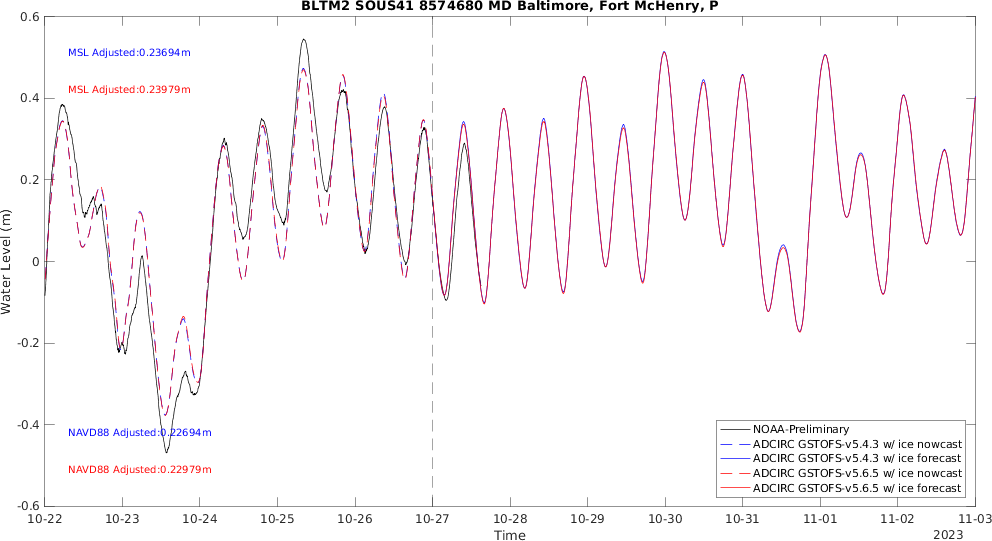 BLTM2 SOUS41 8574680 MD Baltimore, Fort McHenry, P
0.6
MSL Adjusted:0.23694m
MSL Adjusted:0.23979m
0.4
0.2
Water Level (m)
0
-0.2
-0.4
NAVD88 Adjusted:0.22694m
NAVD88 Adjusted:0.22979m
-0.6
NOAA-Preliminary
ADCIRC GSTOFS-v5.4.3 w/ ice nowcast
ADCIRC GSTOFS-v5.4.3 w/ ice forecast
ADCIRC GSTOFS-v5.6.5 w/ ice nowcast
ADCIRC GSTOFS-v5.6.5 w/ ice forecast
10-22 10-23 10-24 10-25 10-26 10-27 10-28 10-29 10-30 10-31 11-01 11-02 11-03
Time
2023